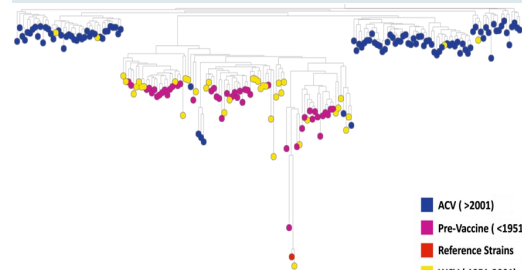 ACV ( >2001)
Pre-Vaccine ( <1951
Reference Strains